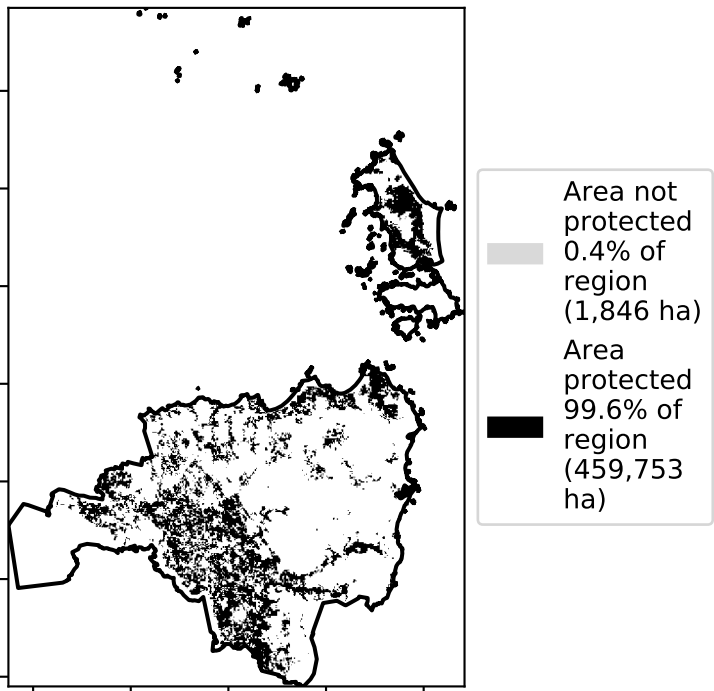 Area not
protected
0.4% of
region
(1,846 ha)
Area
protected
99.6% of
region
(459,753
ha)